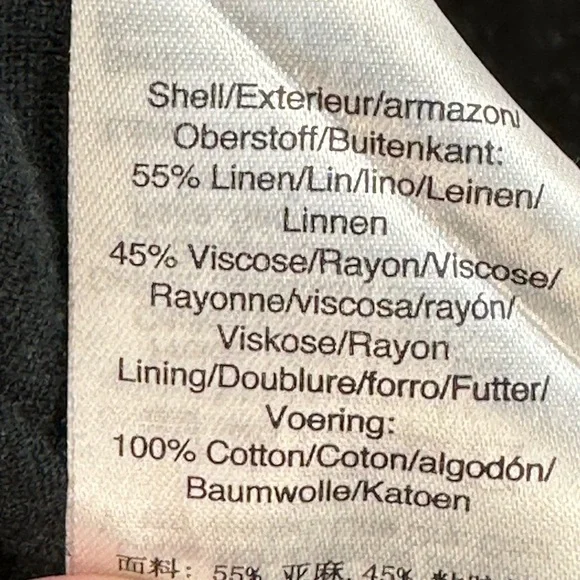 Shell/Exterieur/armazon/
Oberstoff/Buitenkant:
55% Linen/Lin/lino/Leinen/
Linnen
45% Viscose/Rayon/Viscose/
Rayonne/viscosa/rayón/
Viskose/Rayon
Lining/Doublure/forro/Futter/
Voering:
100% Cotton/Coton/algodón/
Baumwolle/Katoen
面料: 55% 亚麻, 45%